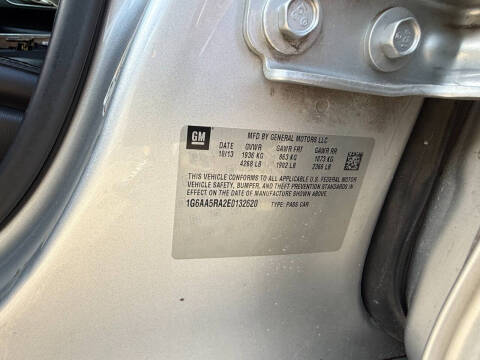 GM
MFD BY GENERAL MOTORS LLC
DATE GVWR GAWR FRT GAWR RR
10/13 1936 KG 863 KG 1073 KG
4268 LB 1902 LB 2366 LB
THIS VEHICLE CONFORMS TO ALL APPLICABLE U.S. FEDERAL MOTOR
VEHICLE SAFETY, BUMPER, AND THEFT PREVENTION STANDARDS IN
EFFECT ON THE DATE OF MANUFACTURE SHOWN ABOVE.
1G6AA5RA2E0132620 TYPE: PASS CAR